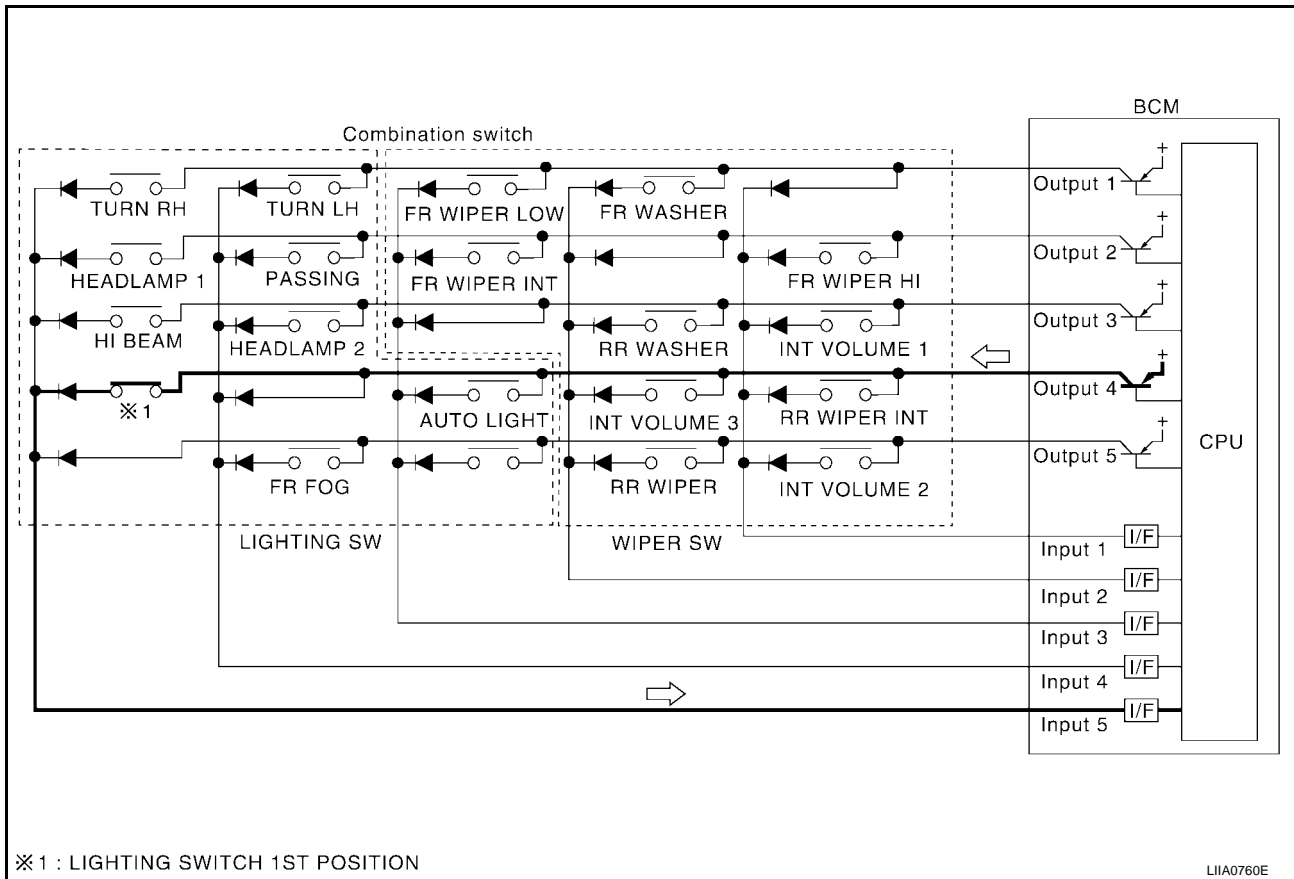 BCM
Combination switch
Output 1
TURN RH
TURN LH
FR WIPER LOW
FR WASHER
+
Output 2
HEADLAMP 1
PASSING
FR WIPER INT
FR WIPER HI
+
Output 3
HI BEAM
HEADLAMP 2
RR WASHER
INT VOLUME 1
+
Output 4
※1
AUTO LIGHT
INT VOLUME 3
RR WIPER INT
+
Output 5
CPU
FR FOG
RR WIPER
INT VOLUME 2
+
LIGHTING SW
WIPER SW
Input 1
I/F
Input 2
I/F
Input 3
I/F
Input 4
I/F
Input 5
I/F
※1 : LIGHTING SWITCH 1ST POSITION
LIIA0760E